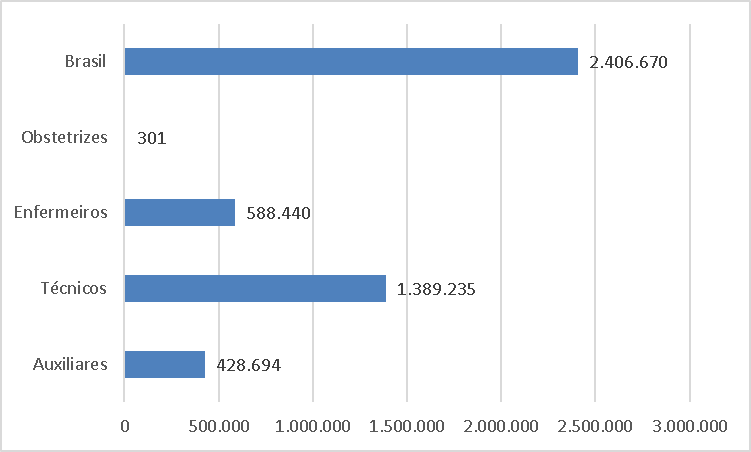 Brasil 2.406.670
Obstetrizes 301
Enfermeiros 588.440
Técnicos 1.389.235
Auxiliares 428.694
0 500.000 1.000.000 1.500.000 2.000.000 2.500.000 3.000.000